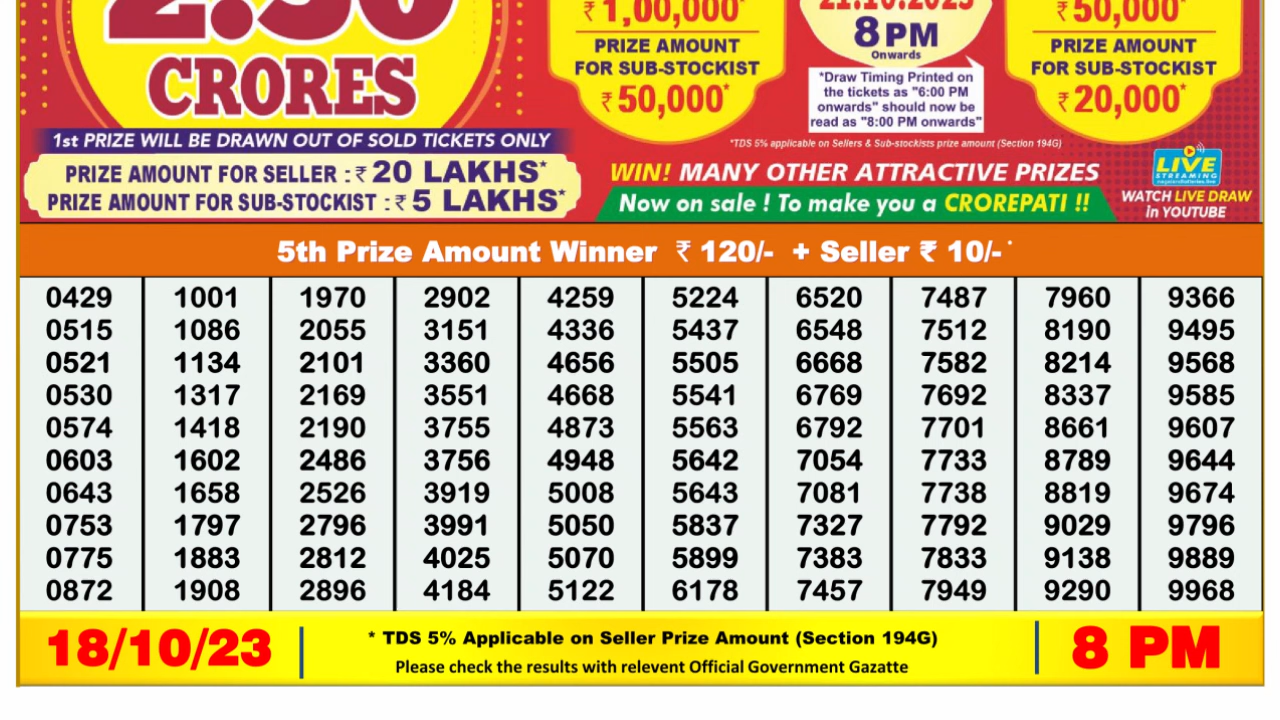 2.50
CRORES
1st PRIZE WILL BE DRAWN OUT OF SOLD TICKETS ONLY
PRIZE AMOUNT FOR SELLER : ₹ 20 LAKHS*
PRIZE AMOUNT FOR SUB-STOCKIST : ₹ 5 LAKHS*
₹ 1,00,000*
PRIZE AMOUNT
FOR SUB-STOCKIST
₹ 50,000*
21.10.2023
8 PM
Onwards
*Draw Timing Printed on
the tickets as "6:00 PM
onwards" should now be
read as "8:00 PM onwards"
₹ 50,000*
PRIZE AMOUNT
FOR SUB-STOCKIST
₹ 20,000*
*TDS 5% applicable on Sellers & Sub-stockists prize amount (Section 194G)
WIN! MANY OTHER ATTRACTIVE PRIZES
Now on sale ! To make you a CROREPATI !!
LIVE
STREAMING
WATCH LIVE DRAW
in YOUTUBE
5th Prize Amount Winner ₹ 120/- + Seller ₹ 10/- *
0429 1001 1970 2902 4259 5224 6520 7487 7960 9366
0515 1086 2055 3151 4336 5437 6548 7512 8190 9495
0521 1134 2101 3360 4656 5505 6668 7582 8214 9568
0530 1317 2169 3551 4668 5541 6769 7692 8337 9585
0574 1418 2190 3755 4873 5563 6792 7701 8661 9607
0603 1602 2486 3756 4948 5642 7054 7733 8789 9644
0643 1658 2526 3919 5008 5643 7081 7738 8819 9674
0753 1797 2796 3991 5050 5837 7327 7792 9029 9796
0775 1883 2812 4025 5070 5899 7383 7833 9138 9889
0872 1908 2896 4184 5122 6178 7457 7949 9290 9968
18/10/23
* TDS 5% Applicable on Seller Prize Amount (Section 194G)
Please check the results with relevent Official Government Gazatte
8 PM